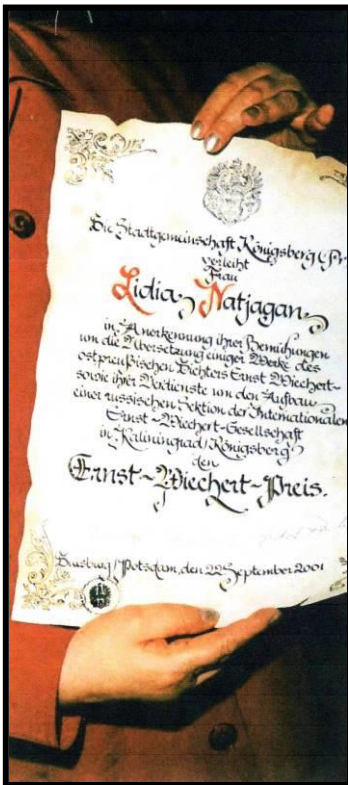 Die Stadtgemeinschaft Königsberg (Pr
verleiht
Frau
Lidia Natjagan
in Anerkennung ihrer Bemühungen
um die Übersetzung einiger Werke des
ostpreußischen Dichters Ernst Wiechert
sowie ihrer Verdienste um den Aufbau
einer russischen Sektion der Internationalen
Ernst-Wiechert-Gesellschaft
in Kaliningrad/Königsberg
den
Ernst-Wiechert-Preis.
Duisburg/Potsdam, den 22 September 2001